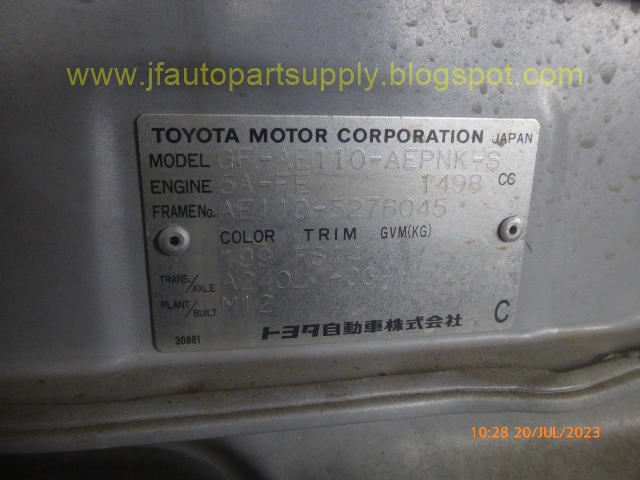 www.jfautopartsupply.blogspot.com
TOYOTA MOTOR CORPORATION JAPAN
MODEL GF-AE110-AEPNK-S
ENGINE 5A-FE 1498 CC
FRAME No. AE110-5276045
COLOR TRIM GVM(KG)
199 FS14
TRANS/AXLE A240L
PLANT/BUILT M12
トヨタ自動車株式会社
30881 C
10:28 20/JUL/2023